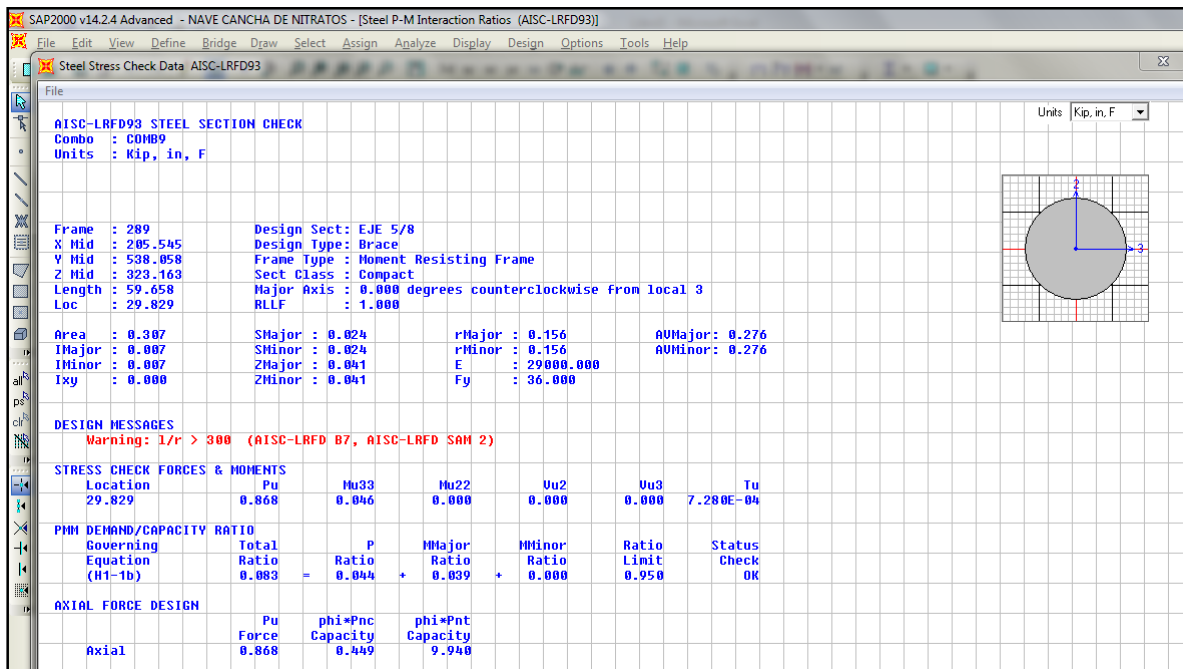 SAP2000 v14.2.4 Advanced - NAVE CANCHA DE NITRATOS - [Steel P-M Interaction Ratios (AISC-LRFD93)]
File Edit View Define Bridge Draw Select Assign Analyze Display Design Options Tools Help
Steel Stress Check Data AISC-LRFD93
File
Units Kip, in, F
AISC-LRFD93 STEEL SECTION CHECK
Combo : COMB9
Units : Kip, in, F
2
3
Frame : 289 Design Sect: EJE 5/8
X Mid : 205.545 Design Type: Brace
Y Mid : 538.058 Frame Type : Moment Resisting Frame
Z Mid : 323.163 Sect Class : Compact
Length : 59.658 Major Axis : 0.000 degrees counterclockwise from local 3
Loc : 29.829 RLLF : 1.000
Area : 0.307 SMajor : 0.024 rMajor : 0.156 AVMajor: 0.276
IMajor : 0.007 SMinor : 0.024 rMinor : 0.156 AVMinor: 0.276
IMinor : 0.007 ZMajor : 0.041 E : 29000.000
Ixy : 0.000 ZMinor : 0.041 Fy : 36.000
all
ps
clr
DESIGN MESSAGES
Warning: l/r > 300 (AISC-LRFD B7, AISC-LRFD SAM 2)
STRESS CHECK FORCES & MOMENTS
Location Pu Mu33 Mu22 Vu2 Vu3 Tu
29.829 0.868 0.046 0.000 0.000 0.000 7.280E-04
PMM DEMAND/CAPACITY RATIO
Governing Total P MMajor MMinor Ratio Status
Equation Ratio Ratio Ratio Ratio Limit Check
(H1-1b) 0.083 = 0.044 + 0.039 + 0.000 0.950 OK
AXIAL FORCE DESIGN
Pu phi*Pnc phi*Pnt
Force Capacity Capacity
Axial 0.868 0.449 9.940